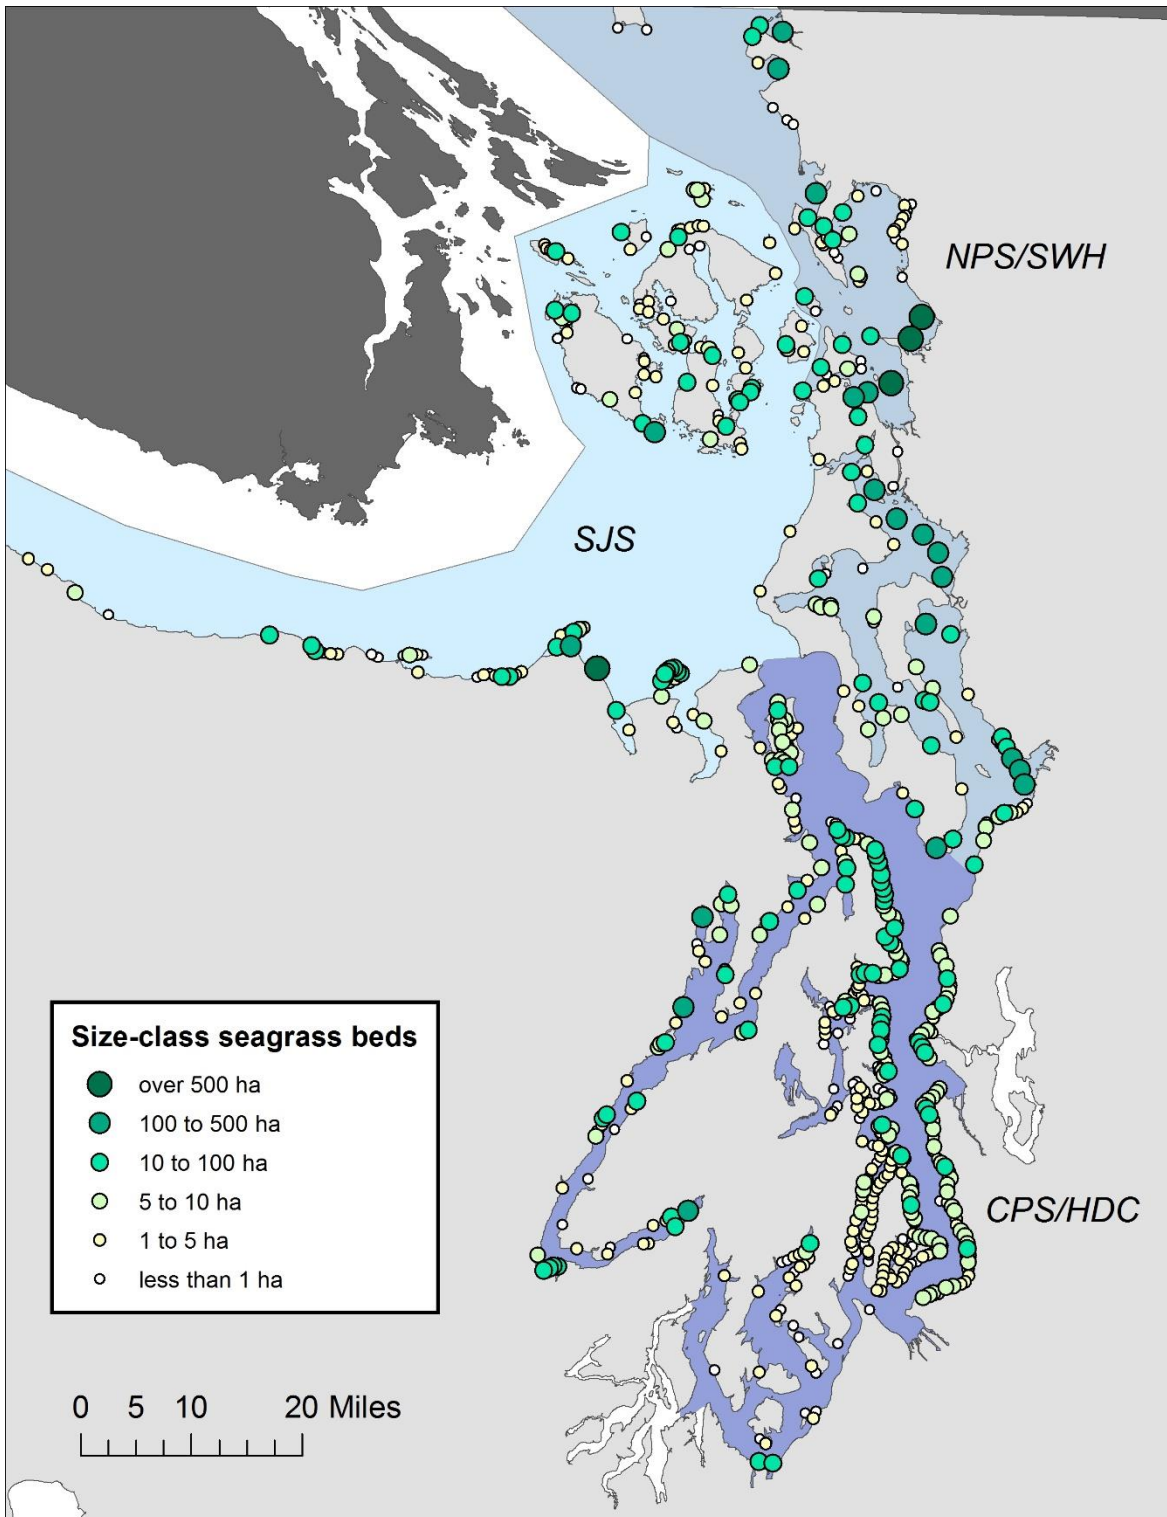 NPS/SWH
SJS
CPS/HDC
Size-class seagrass beds
over 500 ha
100 to 500 ha
10 to 100 ha
5 to 10 ha
1 to 5 ha
less than 1 ha
0 5 10 20 Miles